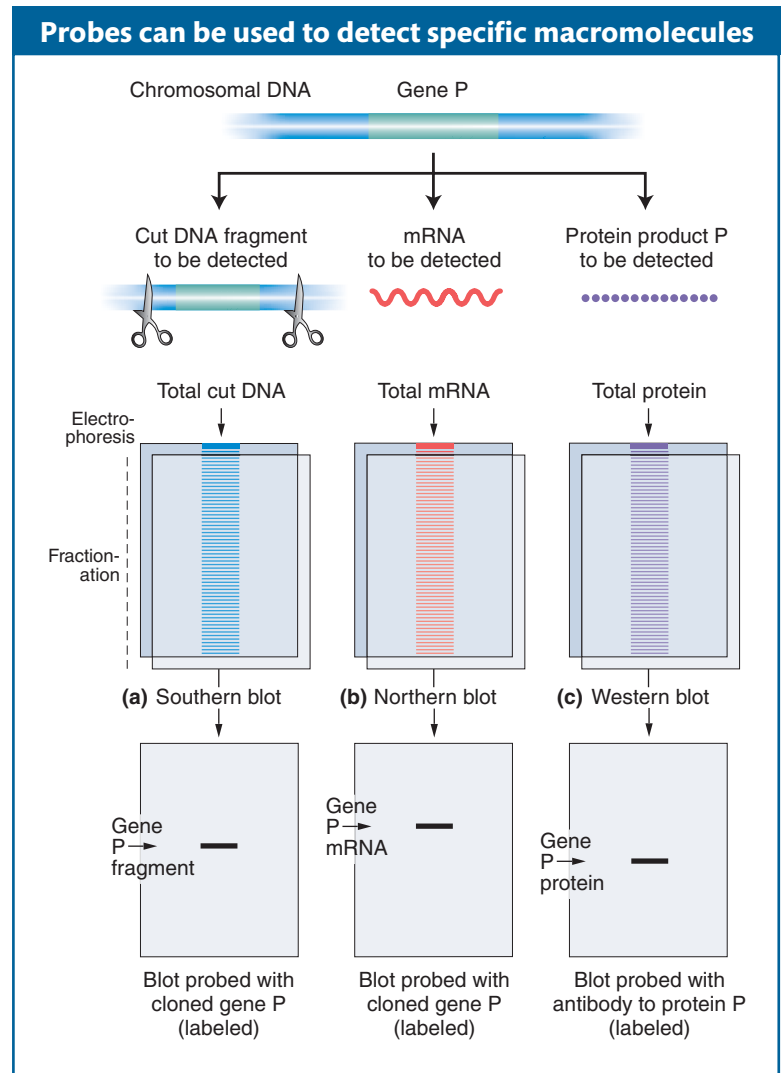 Probes can be used to detect specific macromolecules
Chromosomal DNA
Gene P
Cut DNA fragment
to be detected
mRNA
to be detected
Protein product P
to be detected
Total cut DNA
Total mRNA
Total protein
Electro-
phoresis
Fraction-
ation
(a) Southern blot
(b) Northern blot
(c) Western blot
Gene
P
fragment
Gene
P
mRNA
Gene
P
protein
Blot probed with
cloned gene P
(labeled)
Blot probed with
cloned gene P
(labeled)
Blot probed with
antibody to protein P
(labeled)